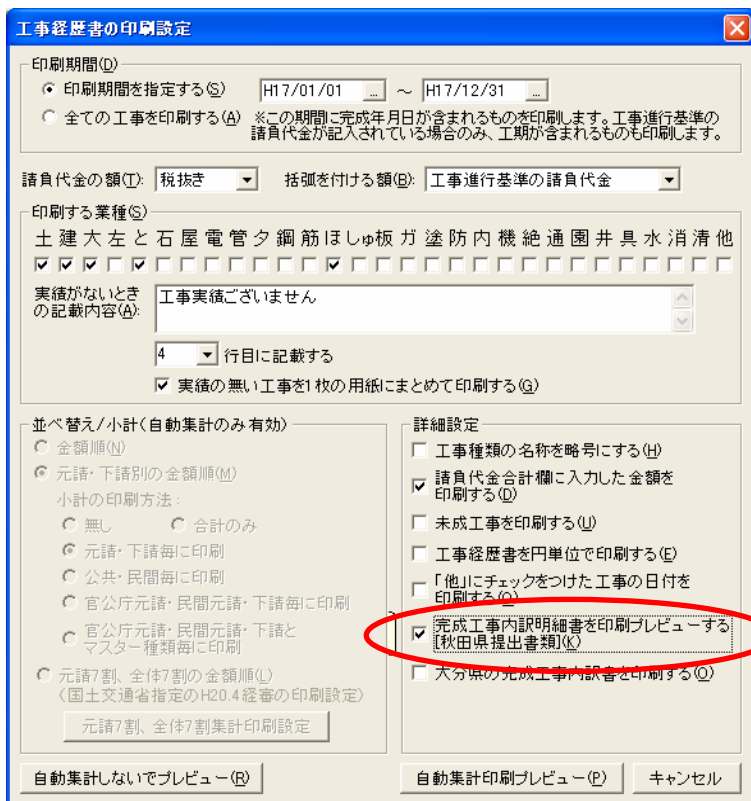 工事経歴書の印刷設定
印刷期間(D)
印刷期間を指定する(S) H17/01/01 ... ～ H17/12/31 ...
全ての工事を印刷する(A) ※この期間に完成年月日が含まれるものを印刷します。工事進行基準の
請負代金が記入されている場合のみ、工期が含まれるものも印刷します。
請負代金の額(T): 税抜き 括弧を付ける額(B): 工事進行基準の請負代金
印刷する業種(S)
土 建 大 左 と 石 屋 電 管 タ 鋼 筋 ほ しゅ 板 ガ 塗 防 内 機 絶 通 園 井 具 水 消 清 他
実績がないとき
の記載内容(A):
工事実績ございません
4 行目に記載する
実績の無い工事を1枚の用紙にまとめて印刷する(G)
並べ替え/小計(自動集計のみ有効)
金額順(N)
元請・下請別の金額順(M)
小計の印刷方法:
無し 合計のみ
元請・下請毎に印刷
公共・民間毎に印刷
官公庁元請・民間元請・下請毎に印刷
官公庁元請・民間元請・下請と
マスター種類毎に印刷
元請7割、全体7割の金額順(L)
(国土交通省指定のH20.4経審の印刷設定)
元請7割、全体7割集計印刷設定
詳細設定
工事種類の名称を略号にする(H)
請負代金合計欄に入力した金額を
印刷する(D)
未成工事を印刷する(U)
工事経歴書を円単位で印刷する(E)
「他」にチェックをつけた工事の日付を
印刷する
完成工事内訳明細書を印刷プレビューする
[秋田県提出書類](K)
大分県の完成工事内訳書を印刷する(O)
自動集計しないでプレビュー(R) 自動集計印刷プレビュー(P) キャンセル